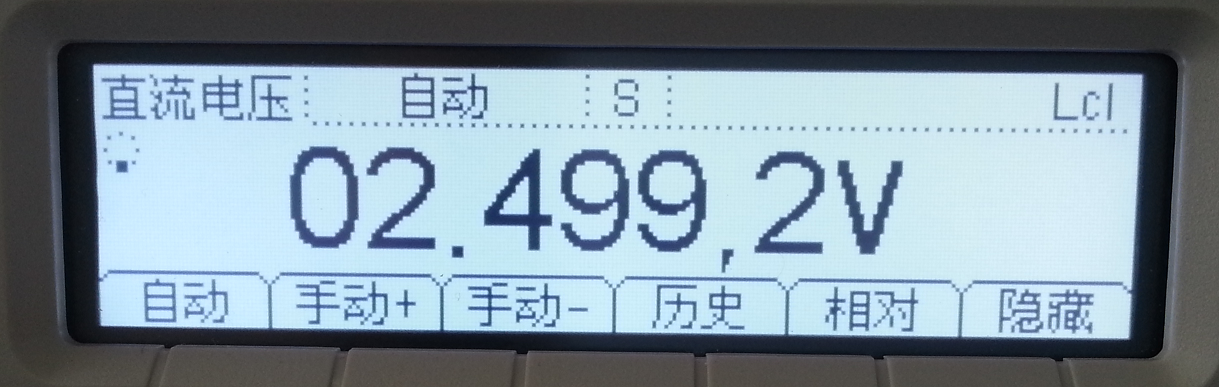 直流电压 自动 S Lcl
02.499,2V
自动 手动+ 手动- 历史 相对 隐藏